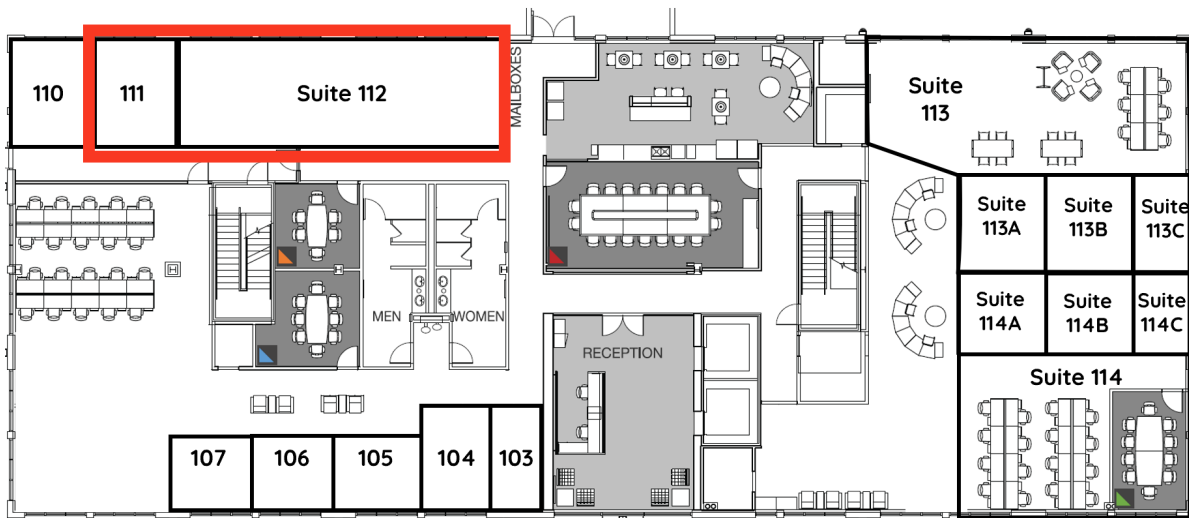 110
111
Suite 112
MAILBOXES
Suite
113
Suite
113A
Suite
113B
Suite
113C
Suite
114A
Suite
114B
Suite
114C
MEN
WOMEN
RECEPTION
Suite 114
107
106
105
104
103